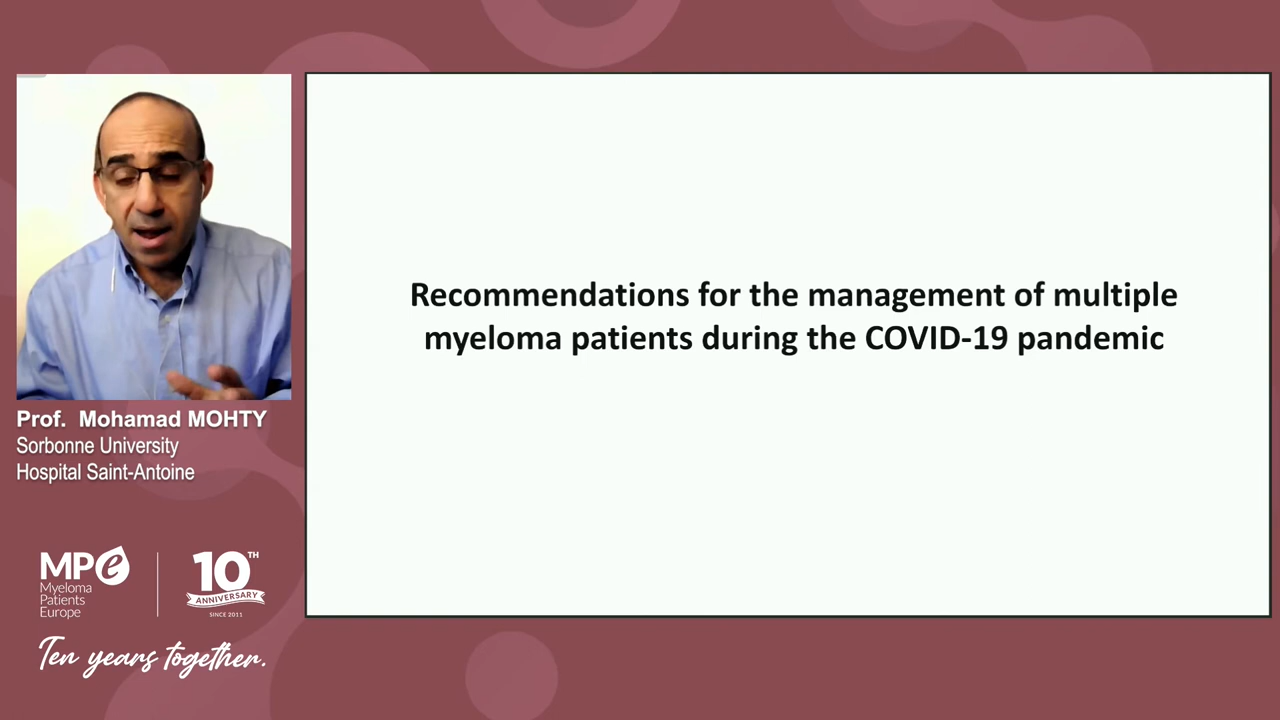 Recommendations for the management of multiple
myeloma patients during the COVID-19 pandemic
Prof. Mohamad MOHTY
Sorbonne University
Hospital Saint-Antoine
MPe
Myeloma
Patients
Europe
10TH
ANNIVERSARY
SINCE 2011
Ten years together.